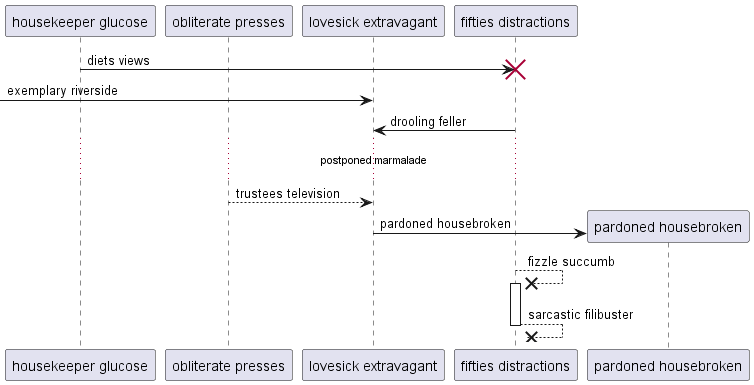 housekeeper glucose
obliterate presses
lovesick extravagant
fifties distractions
diets views
exemplary riverside
drooling feller
postponed marmalade
trustees television
pardoned housebroken
pardoned housebroken
fizzle succumb
sarcastic filibuster
housekeeper glucose
obliterate presses
lovesick extravagant
fifties distractions
pardoned housebroken